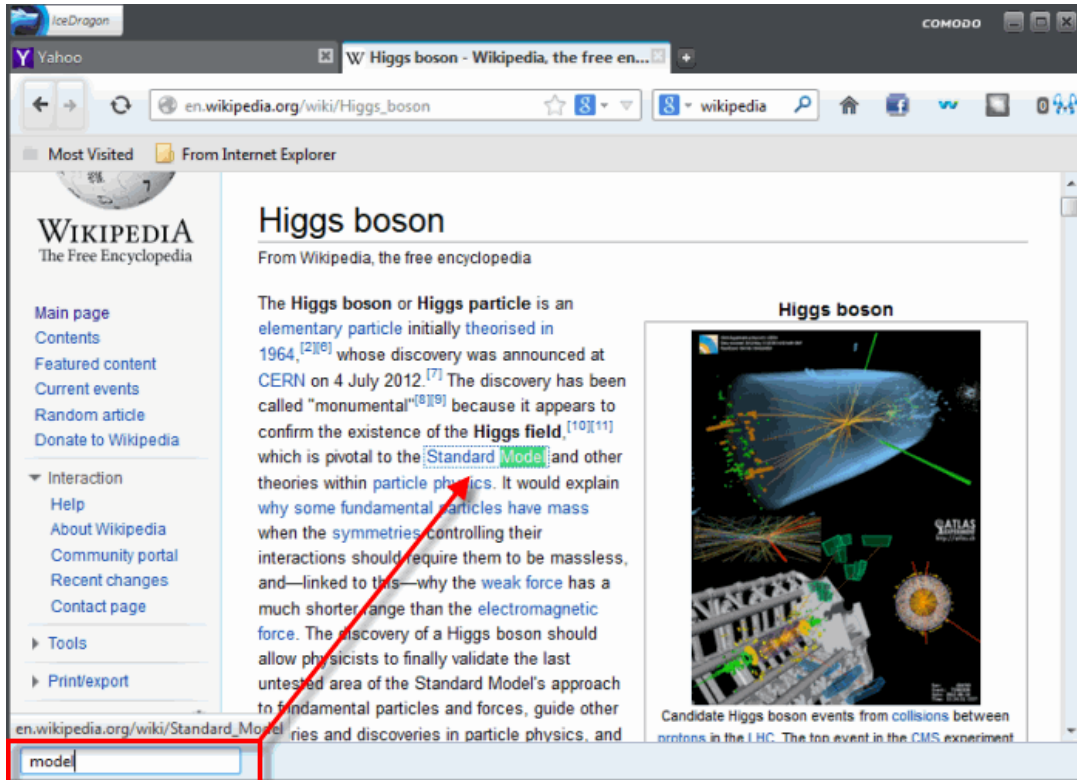 IceDragon
COMODO
Yahoo
W Higgs boson - Wikipedia, the free en...
en.wikipedia.org/wiki/Higgs_boson
8
8
wikipedia
0
Most Visited
From Internet Explorer
WIKIPEDIA
The Free Encyclopedia
Main page
Contents
Featured content
Current events
Random article
Donate to Wikipedia
Interaction
Help
About Wikipedia
Community portal
Recent changes
Contact page
Tools
Print/export
Higgs boson
From Wikipedia, the free encyclopedia
The Higgs boson or Higgs particle is an
elementary particle initially theorised in
1964,[2][6] whose discovery was announced at
CERN on 4 July 2012.[7] The discovery has been
called "monumental"[8][9] because it appears to
confirm the existence of the Higgs field,[10][11]
which is pivotal to the Standard Model and other
theories within particle physics. It would explain
why some fundamental particles have mass
when the symmetries controlling their
interactions should require them to be massless,
and—linked to this—why the weak force has a
much shorter range than the electromagnetic
force. The discovery of a Higgs boson should
allow physicists to finally validate the last
untested area of the Standard Model's approach
to fundamental particles and forces, guide other
ries and discoveries in particle physics, and
Higgs boson
ATLAS
EXPERIMENT
http://atlas.ch
Candidate Higgs boson events from collisions between
protons in the LHC. The top event in the CMS experiment
en.wikipedia.org/wiki/Standard_Model
model